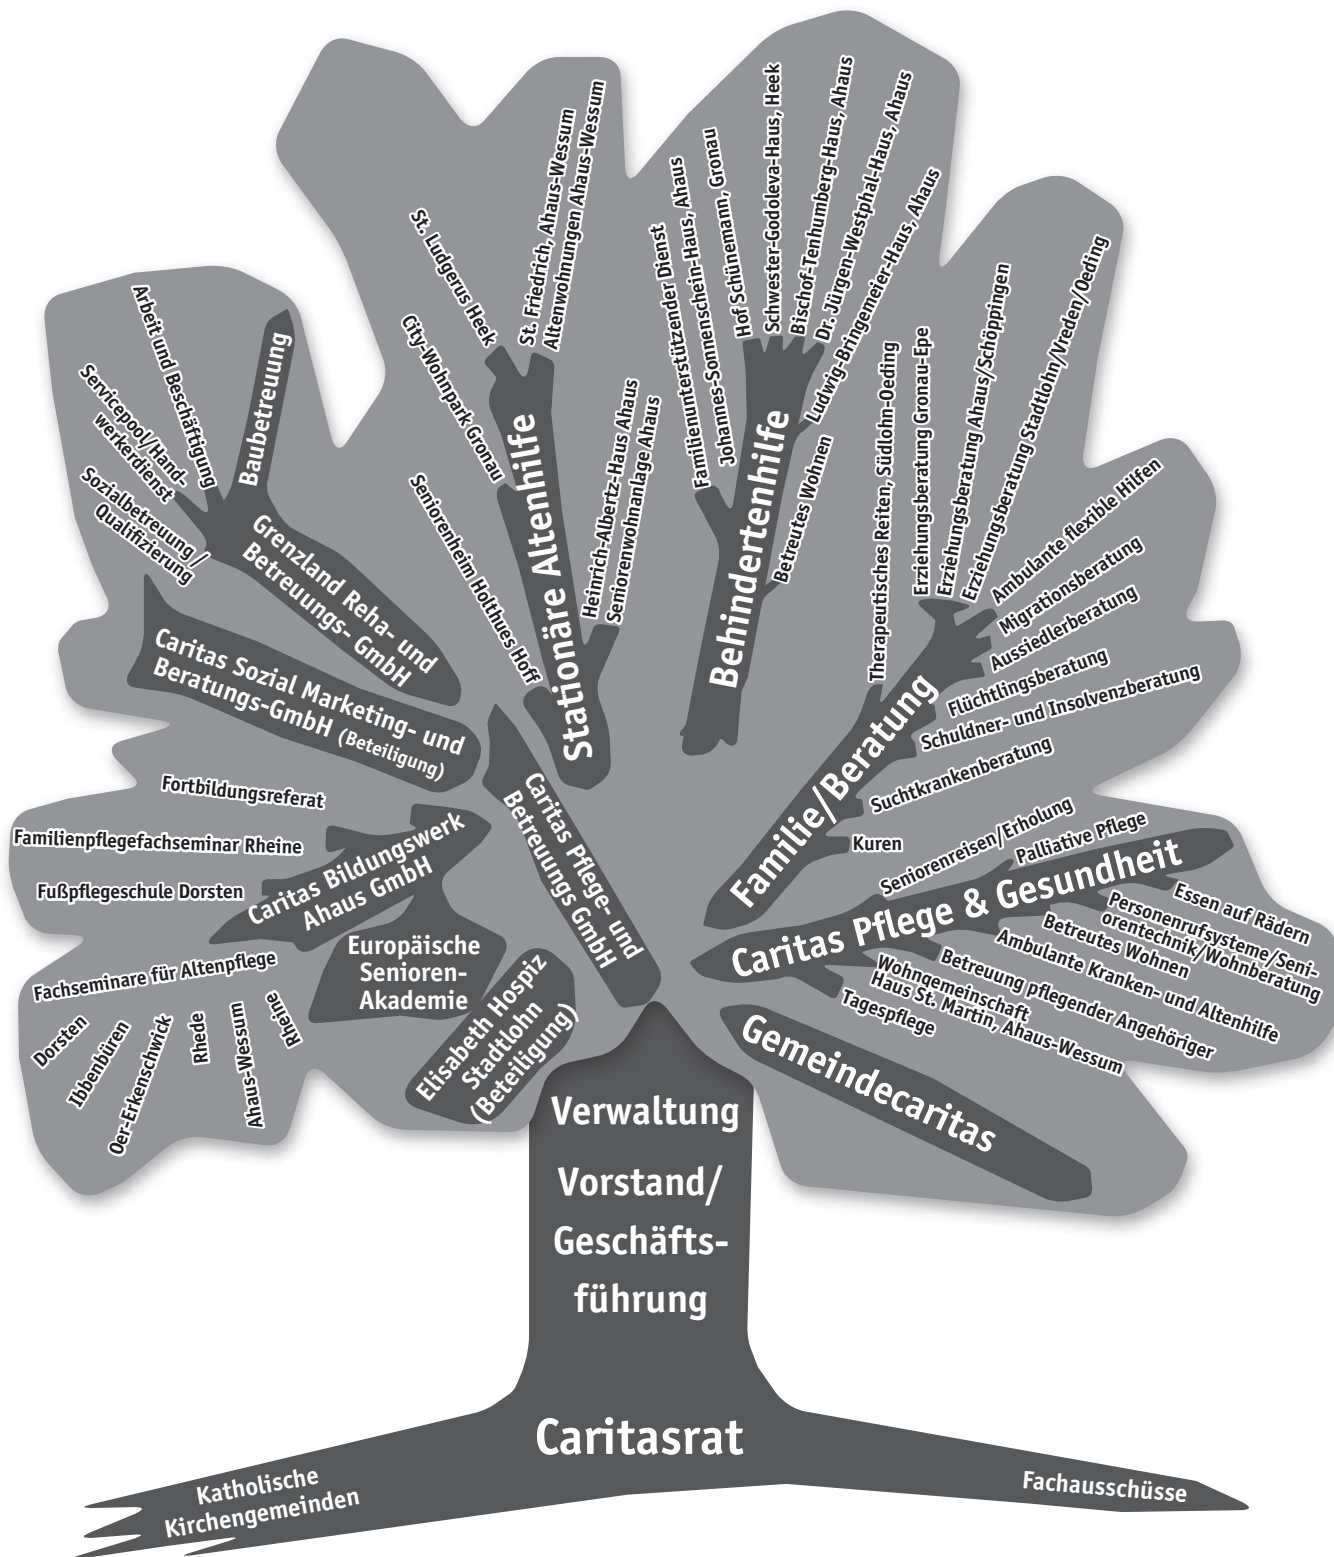 St. Ludgerus Heek
St. Friedrich, Ahaus-Wessum
Altenwohnungen Ahaus-Wessum
City-Wohnpark Gronau
Seniorenheim Holthues Hoff
Heinrich-Albertz-Haus Ahaus
Seniorenwohnanlage Ahaus
Stationäre Altenhilfe
Familienunterstützender Dienst
Johannes-Sonnenschein-Haus, Ahaus
Hof Schünemann, Gronau
Schwester-Godoleva-Haus, Heek
Bischof-Tenhumberg-Haus, Ahaus
Dr. Jürgen-Westphal-Haus, Ahaus
Ludwig-Bringemeier-Haus, Ahaus
Betreutes Wohnen
Behindertenhilfe
Arbeit und Beschäftigung
Servicepool/Hand-
werkerdienst
Sozialbetreuung/
Qualifizierung
Baubetreuung
Grenzland Reha- und
Betreuungs- GmbH
Caritas Sozial Marketing- und
Beratungs-GmbH (Beteiligung)
Therapeutisches Reiten, Südlohn-Oeding
Erziehungsberatung Gronau-Epe
Erziehungsberatung Ahaus/Schöppingen
Erziehungsberatung Stadtlohn/Vreden/Oeding
Ambulante flexible Hilfen
Migrationsberatung
Aussiedlerberatung
Flüchtlingsberatung
Schuldner- und Insolvenzberatung
Suchtkrankenberatung
Kuren
Familie/Beratung
Fortbildungsreferat
Familienpflegefachseminar Rheine
Fußpflegeschule Dorsten
Caritas Bildungswerk
Ahaus GmbH
Fachseminare für Altenpflege
Dorsten
Ibbenbüren
Oer-Erkenschwick
Rhede
Ahaus-Wessum
Rheine
Europäische
Senioren-
Akademie
Caritas Pflege- und
Betreuungs GmbH
Elisabeth Hospiz
Stadtlohn
(Beteiligung)
Seniorenreisen/Erholung
Palliative Pflege
Caritas Pflege & Gesundheit
Essen auf Rädern
Personenrufsysteme/Seni-
orentechnik/Wohnberatung
Betreutes Wohnen
Ambulante Kranken- und Altenhilfe
Betreuung pflegender Angehöriger
Wohngemeinschaft
Haus St. Martin, Ahaus-Wessum
Tagespflege
Gemeindecaritas
Verwaltung
Vorstand/
Geschäfts-
führung
Caritasrat
Katholische
Kirchengemeinden
Fachausschüsse